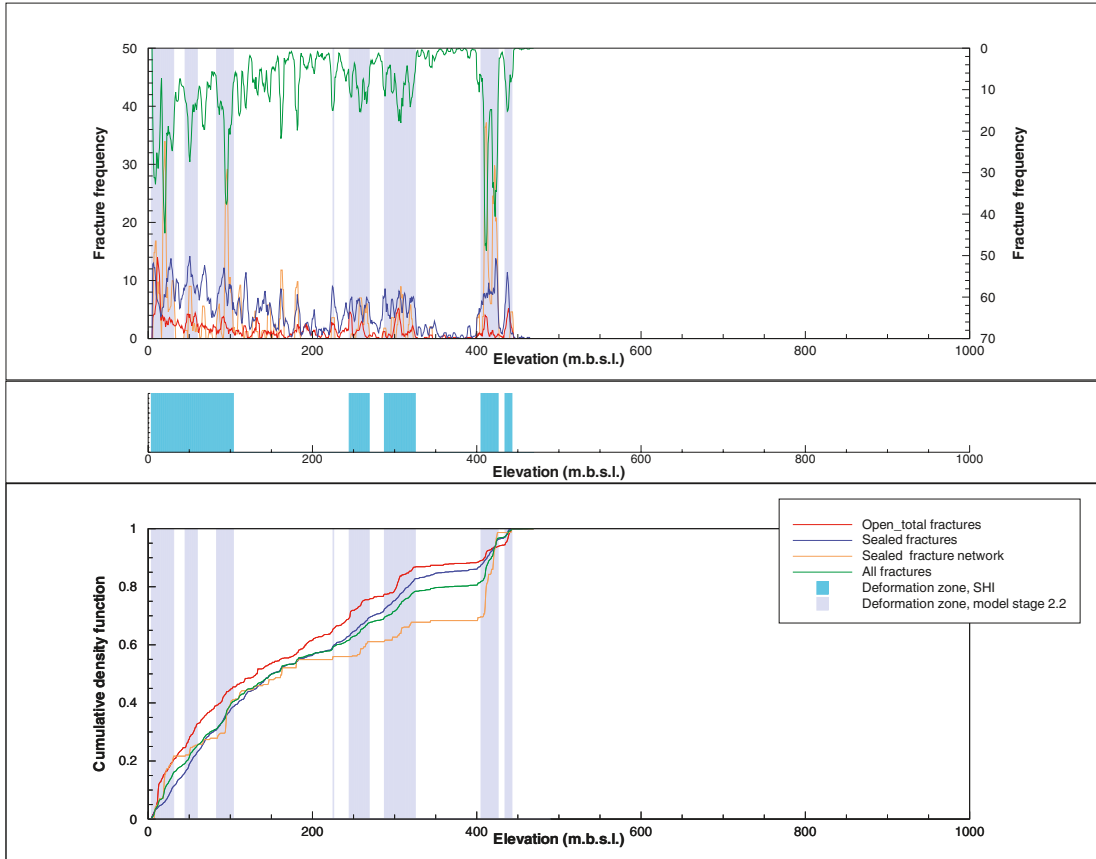 50
40
30
20
10
0
Fracture frequency
0
10
20
30
40
50
60
70
Fracture frequency
0 200 400 600 800 1000
Elevation (m.b.s.l.)
0 200 400 600 800 1000
Elevation (m.b.s.l.)
1
0.8
0.6
0.4
0.2
0
Cumulative density function
Open_total fractures
Sealed fractures
Sealed fracture network
All fractures
Deformation zone, SHI
Deformation zone, model stage 2.2
0 200 400 600 800 1000
Elevation (m.b.s.l.)